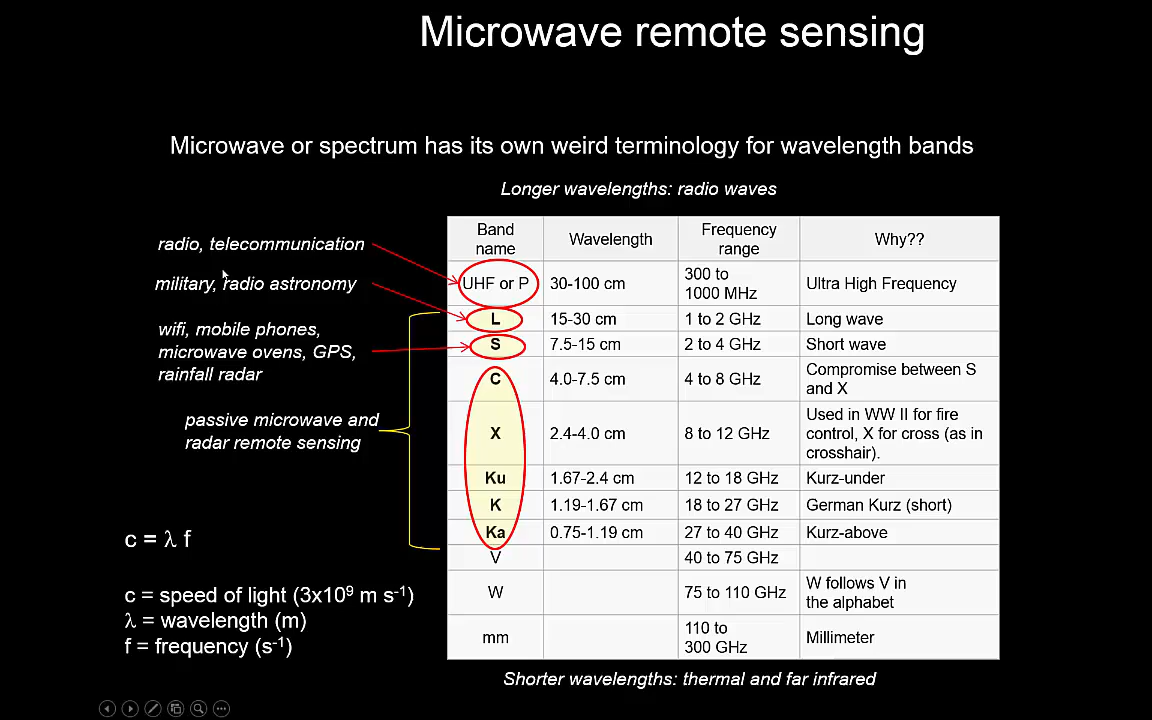 Microwave remote sensing
Microwave or spectrum has its own weird terminology for wavelength bands
Longer wavelengths: radio waves
radio, telecommunication
military, radio astronomy
wifi, mobile phones,
microwave ovens, GPS,
rainfall radar
passive microwave and
radar remote sensing
c = λ f
c = speed of light (3x10⁹ m s⁻¹)
λ = wavelength (m)
f = frequency (s⁻¹)
Band name Wavelength Frequency range Why??
UHF or P 30-100 cm 300 to 1000 MHz Ultra High Frequency
L 15-30 cm 1 to 2 GHz Long wave
S 7.5-15 cm 2 to 4 GHz Short wave
C 4.0-7.5 cm 4 to 8 GHz Compromise between S and X
X 2.4-4.0 cm 8 to 12 GHz Used in WW II for fire control, X for cross (as in crosshair).
Ku 1.67-2.4 cm 12 to 18 GHz Kurz-under
K 1.19-1.67 cm 18 to 27 GHz German Kurz (short)
Ka 0.75-1.19 cm 27 to 40 GHz Kurz-above
V 40 to 75 GHz
W 75 to 110 GHz W follows V in the alphabet
mm 110 to 300 GHz Millimeter
Shorter wavelengths: thermal and far infrared